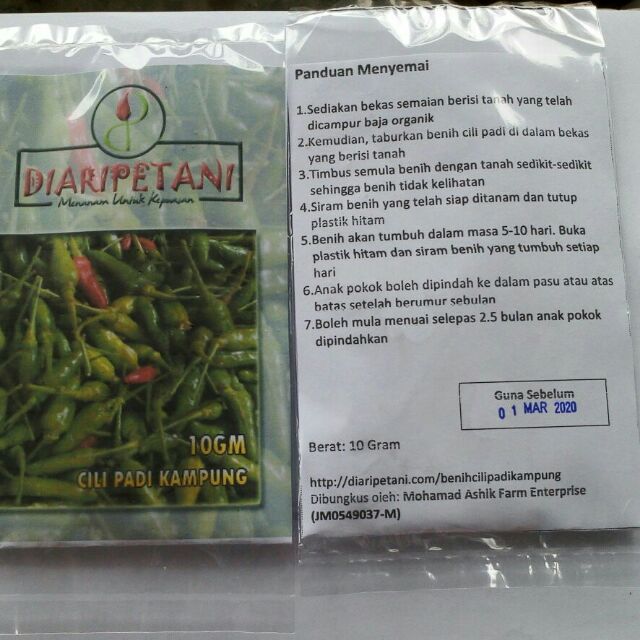 DIARIPETANI
Menanam Untuk Kepuasan
10GM
CILI PADI KAMPUNG
Panduan Menyemai
1.Sediakan bekas semaian berisi tanah yang telah
dicampur baja organik
2.Kemudian, taburkan benih cili padi di dalam bekas
yang berisi tanah
3.Timbus semula benih dengan tanah sedikit-sedikit
sehingga benih tidak kelihatan
4.Siram benih yang telah siap ditanam dan tutup
plastik hitam
5.Benih akan tumbuh dalam masa 5-10 hari. Buka
plastik hitam dan siram benih yang tumbuh setiap
hari
6.Anak pokok boleh dipindah ke dalam pasu atau atas
batas setelah berumur sebulan
7.Boleh mula menuai selepas 2.5 bulan anak pokok
dipindahkan
Guna Sebelum
01 MAR 2020
Berat: 10 Gram
http://diaripetani.com/benihcilipadikampung
Dibungkus oleh: Mohamad Ashik Farm Enterprise
(JM0549037-M)